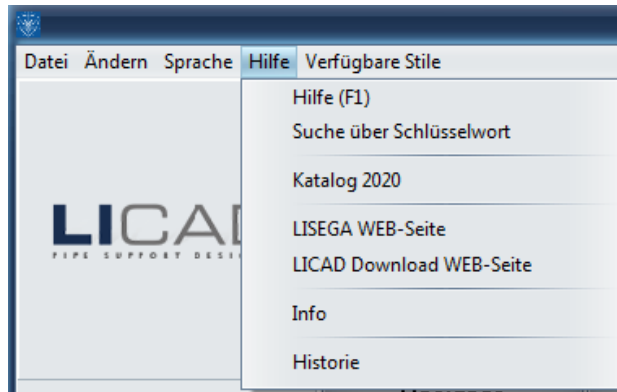 Datei Ändern Sprache Hilfe Verfügbare Stile
Hilfe (F1)
Suche über Schlüsselwort
Katalog 2020
LISEGA WEB-Seite
LICAD Download WEB-Seite
Info
Historie
LICAD
PIPE SUPPORT DESI